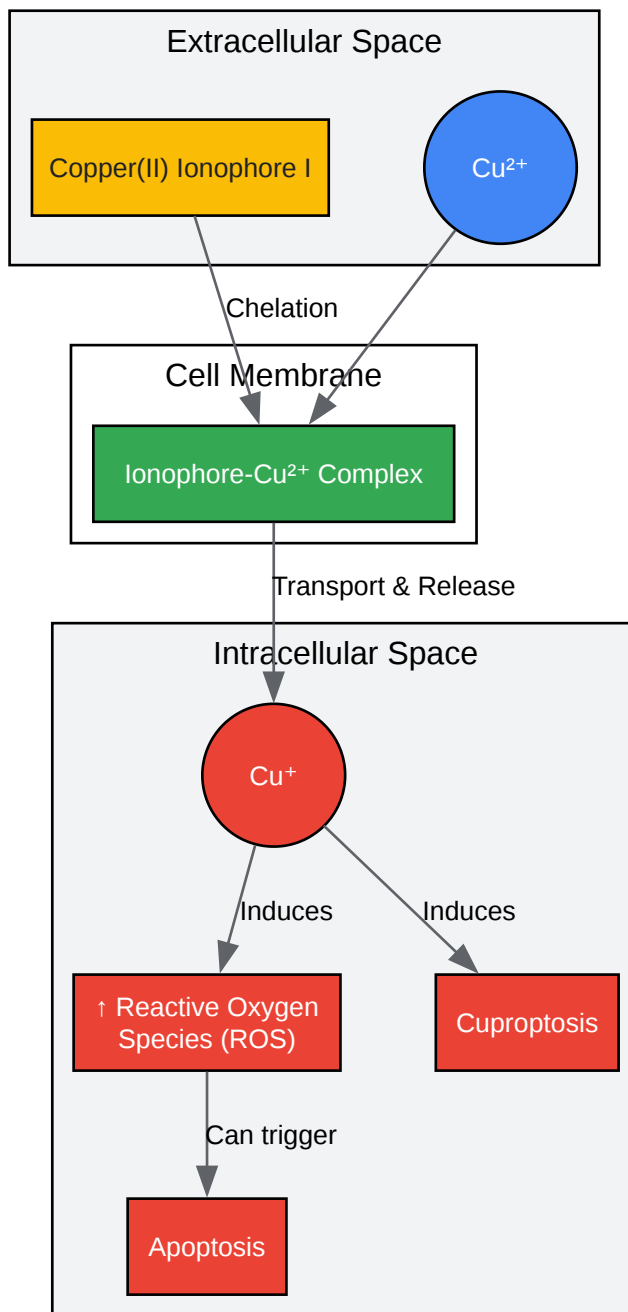 Extracellular Space
Copper(II) Ionophore I
Cu²⁺
Chelation
Cell Membrane
Ionophore-Cu²⁺ Complex
Transport & Release
Intracellular Space
Cu⁺
Induces
Induces
↑ Reactive Oxygen
Species (ROS)
Cuproptosis
Can trigger
Apoptosis